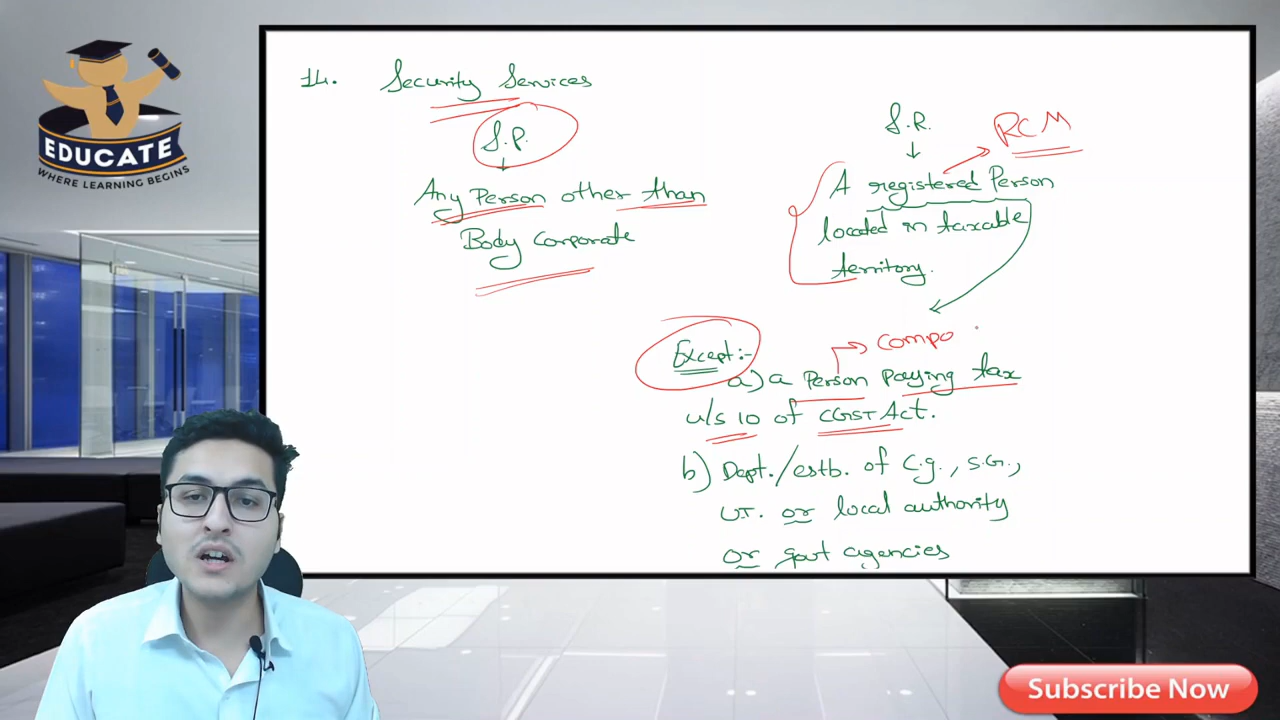 EDUCATE
WHERE LEARNING BEGINS
14. Security Services
S.P.
Any Person other than
Body Corporate
S.R.
RCM
A registered Person
located in taxable
territory.
Except:-
Compo
a) a Person paying tax
u/s 10 of CGST Act.
b) Dept./estb. of C.G., S.G.,
U.T. or local authority
or govt agencies
Subscribe Now